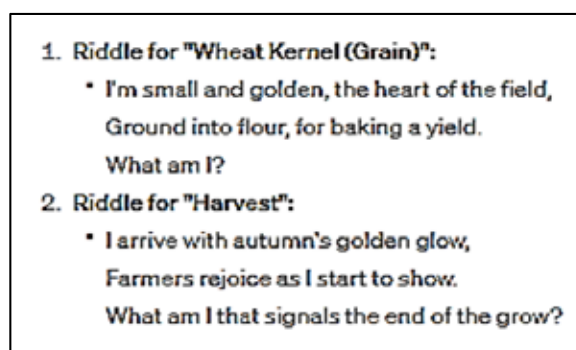 1. Riddle for "Wheat Kernel (Grain)":
• I'm small and golden, the heart of the field,
Ground into flour, for baking a yield.
What am I?
2. Riddle for "Harvest":
• I arrive with autumn's golden glow,
Farmers rejoice as I start to show.
What am I that signals the end of the grow?